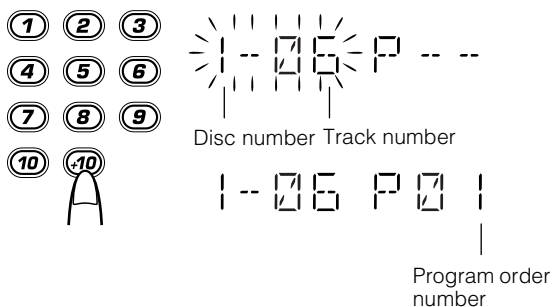 1 2 3
4 5 6
7 8 9
10 +10
1-06 P---
Disc number Track number
1-06 P01
Program order
number